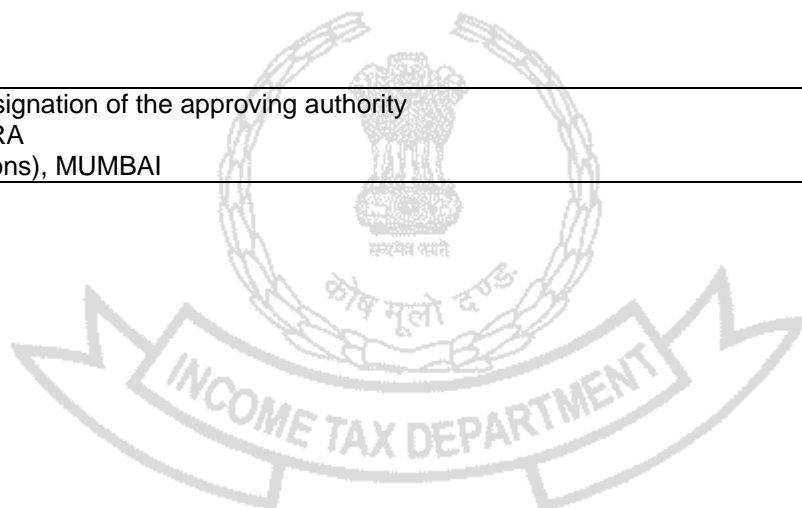 signation of the approving authority
RA
ons), MUMBAI
सत्यमेव जयते
कोष मूलो दण्डः
INCOME TAX DEPARTMENT